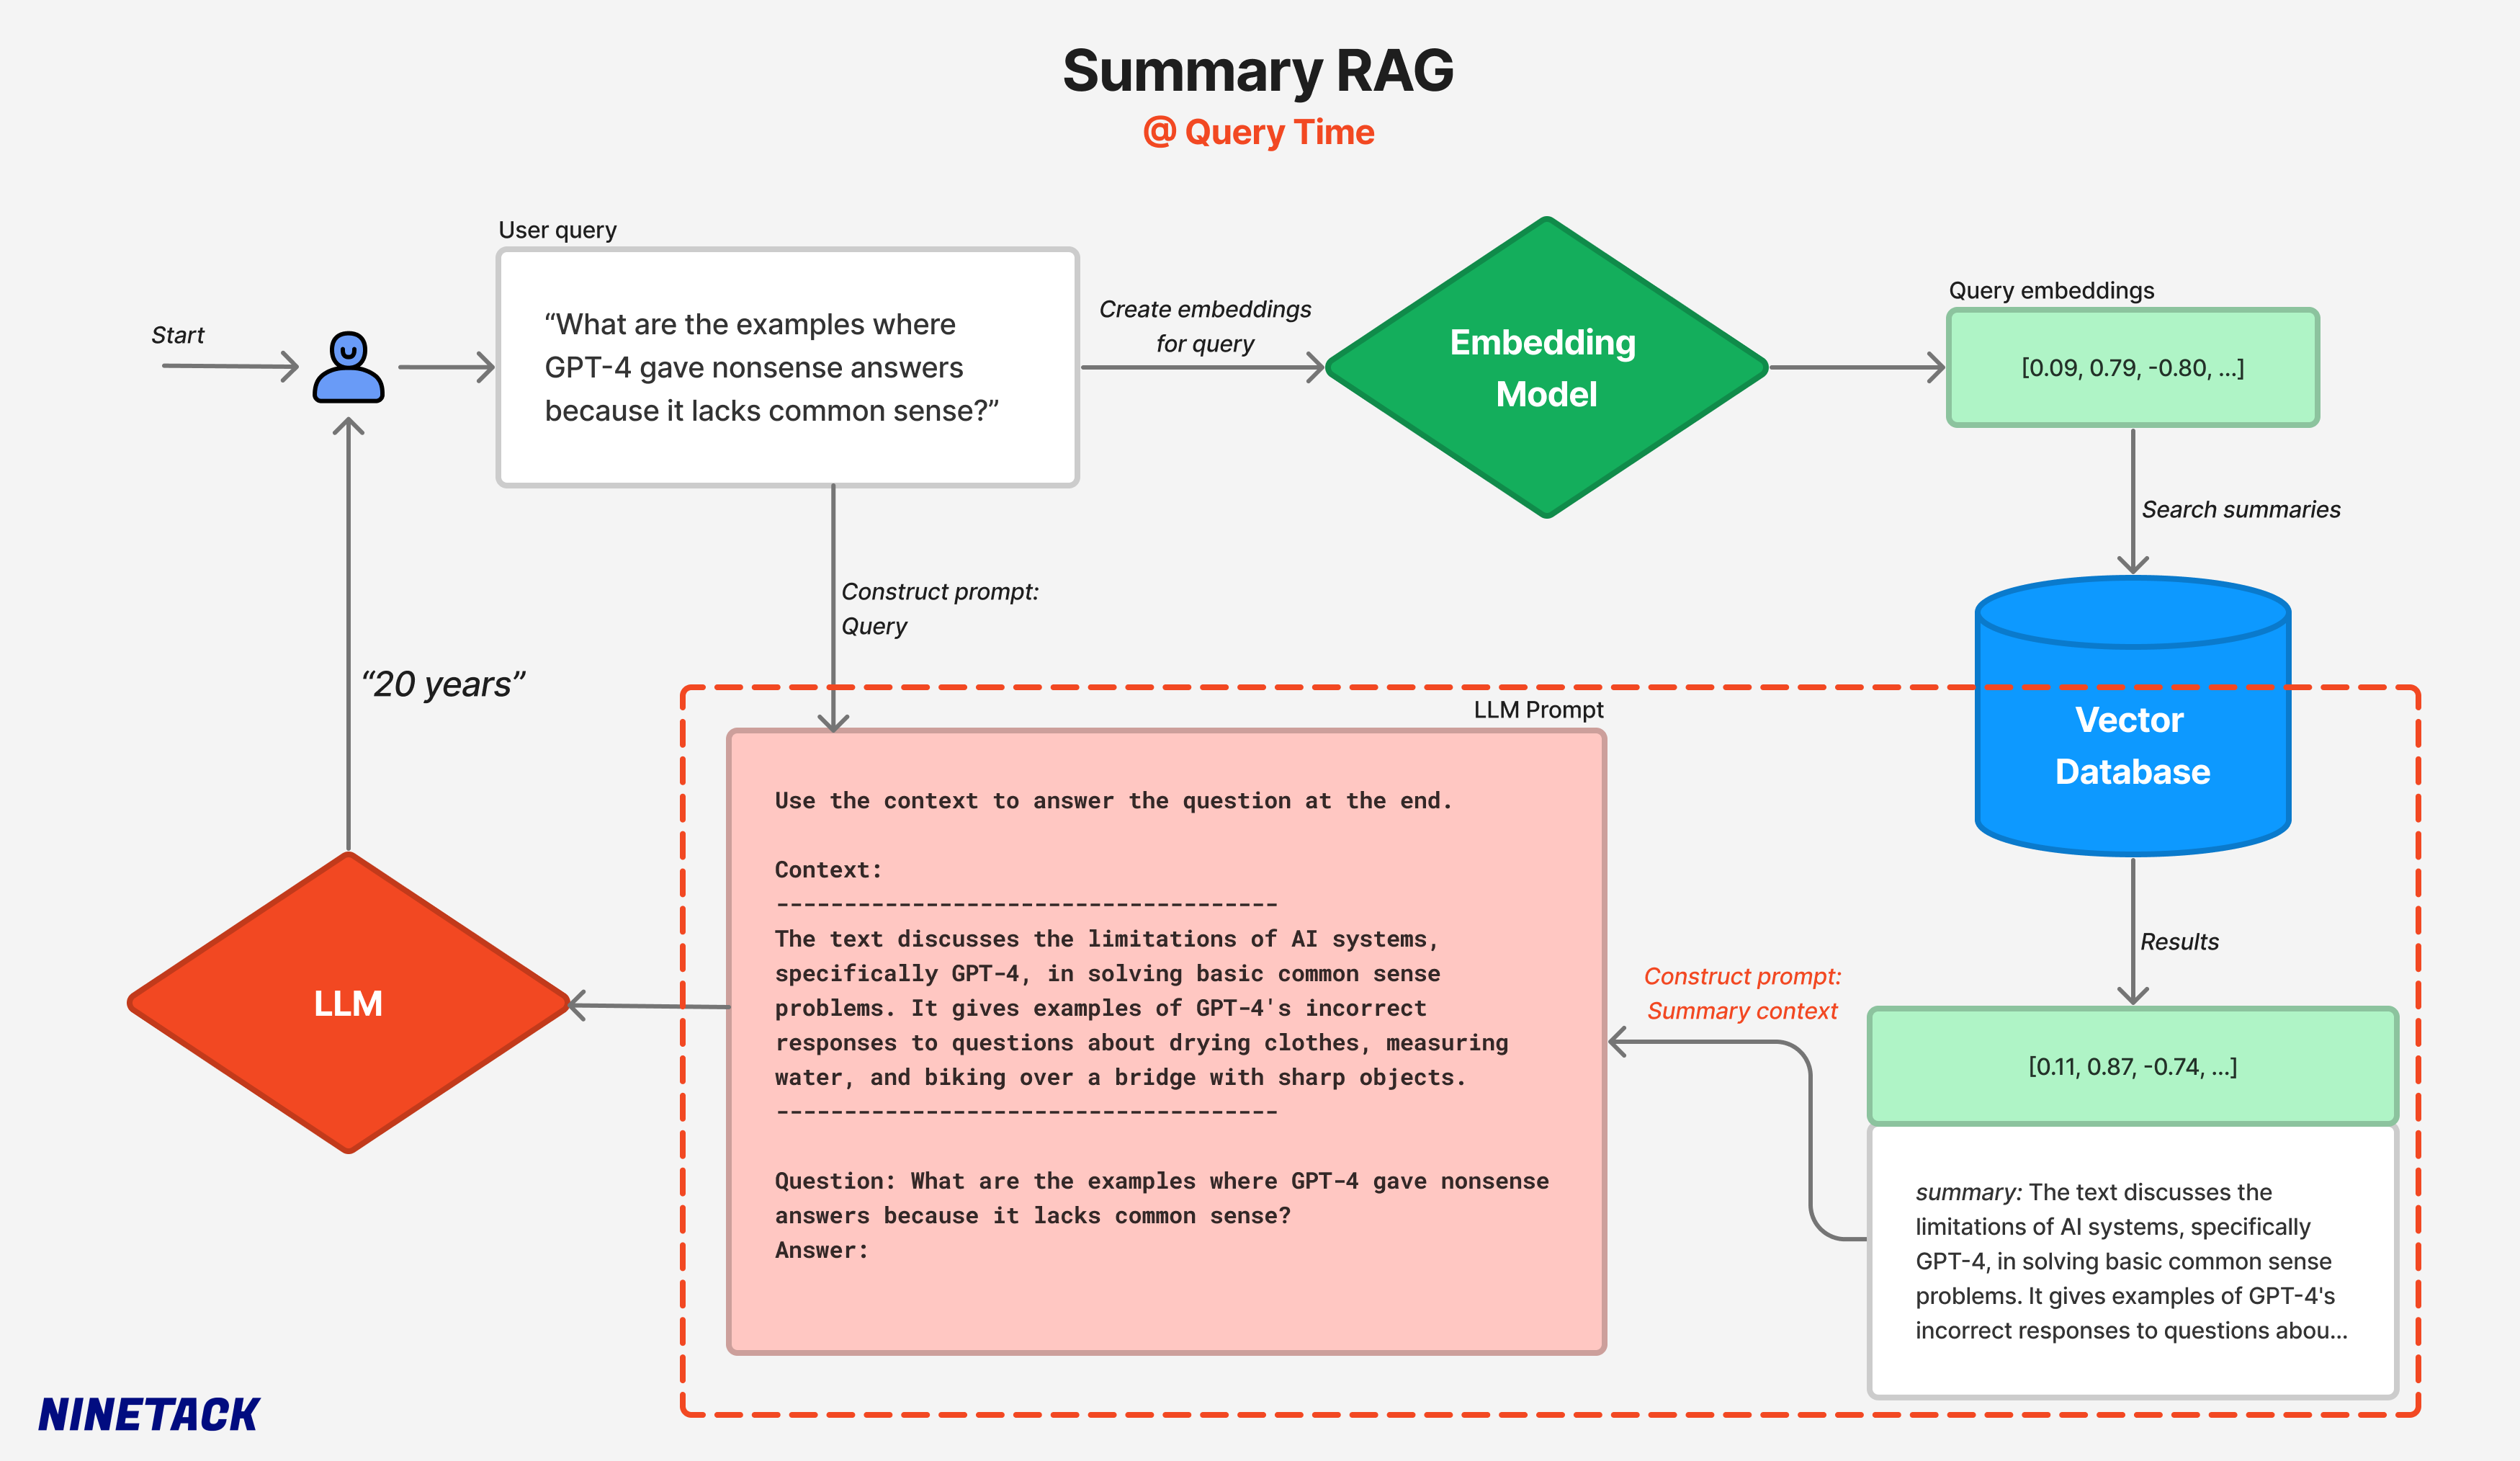 Summary RAG
@ Query Time
Start
User query
“What are the examples where
GPT-4 gave nonsense answers
because it lacks common sense?”
Create embeddings
for query
Embedding
Model
Query embeddings
[0.09, 0.79, -0.80, ...]
Search summaries
Construct prompt:
Query
“20 years”
LLM Prompt
Vector
Database
Use the context to answer the question at the end.
Context:
-------------------------------------
The text discusses the limitations of AI systems,
specifically GPT-4, in solving basic common sense
problems. It gives examples of GPT-4's incorrect
responses to questions about drying clothes, measuring
water, and biking over a bridge with sharp objects.
-------------------------------------
Question: What are the examples where GPT-4 gave nonsense
answers because it lacks common sense?
Answer:
LLM
Construct prompt:
Summary context
Results
[0.11, 0.87, -0.74, ...]
summary: The text discusses the
limitations of AI systems, specifically
GPT-4, in solving basic common sense
problems. It gives examples of GPT-4's
incorrect responses to questions abou...
NINETACK